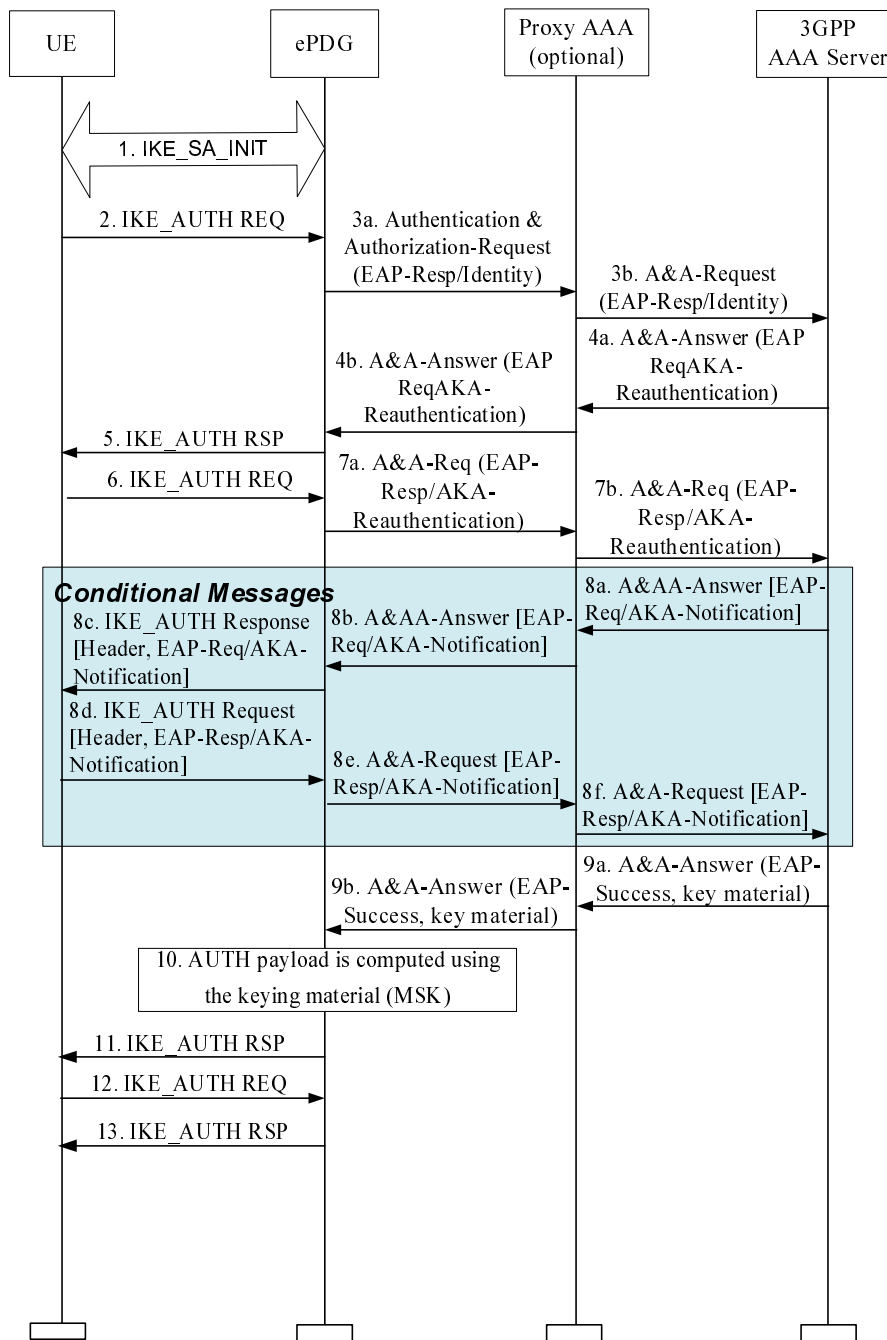 UE
ePDG
Proxy AAA
(optional)
3GPP
AAA Server
1. IKE_SA_INIT
2. IKE_AUTH REQ
3a. Authentication &
Authorization-Request
(EAP-Resp/Identity)
3b. A&A-Request
(EAP-Resp/Identity)
4a. A&A-Answer (EAP
ReqAKA-
Reauthentication)
4b. A&A-Answer (EAP
ReqAKA-
Reauthentication)
5. IKE_AUTH RSP
6. IKE_AUTH REQ
7a. A&A-Req (EAP-
Resp/AKA-
Reauthentication)
7b. A&A-Req (EAP-
Resp/AKA-
Reauthentication)
Conditional Messages
8a. A&AA-Answer [EAP-
Req/AKA-Notification]
8b. A&AA-Answer [EAP-
Req/AKA-Notification]
8c. IKE_AUTH Response
[Header, EAP-Req/AKA-
Notification]
8d. IKE_AUTH Request
[Header, EAP-Resp/AKA-
Notification]
8e. A&A-Request [EAP-
Resp/AKA-Notification]
8f. A&A-Request [EAP-
Resp/AKA-Notification]
9a. A&A-Answer (EAP-
Success, key material)
9b. A&A-Answer (EAP-
Success, key material)
10. AUTH payload is computed using
the keying material (MSK)
11. IKE_AUTH RSP
12. IKE_AUTH REQ
13. IKE_AUTH RSP